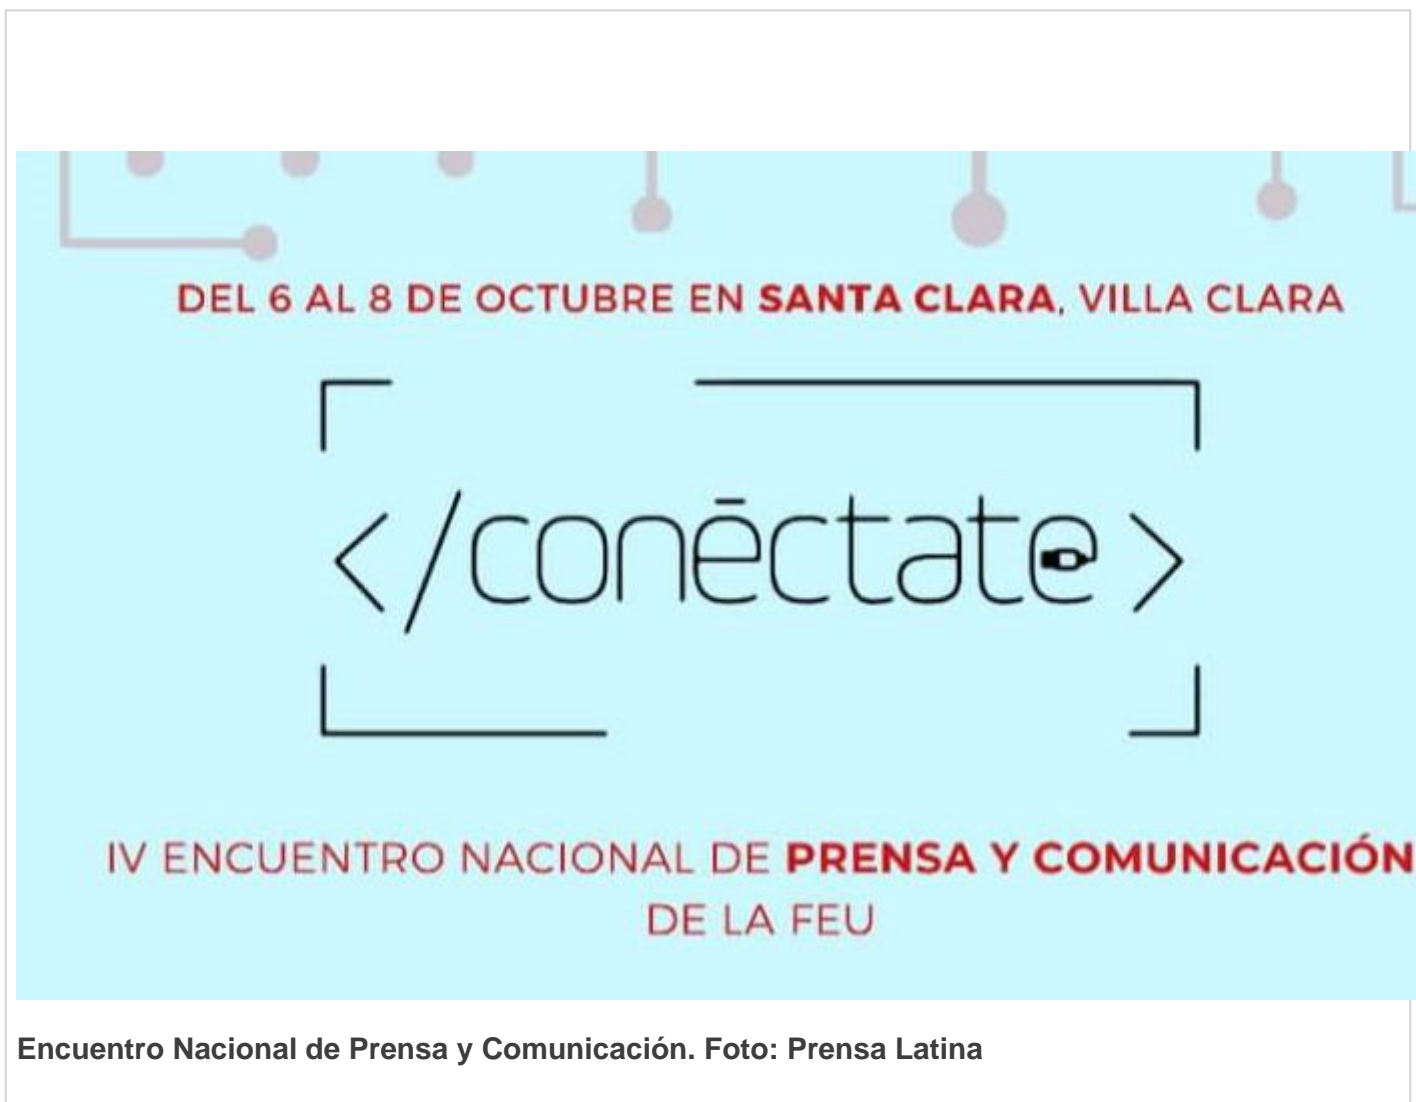 DEL 6 AL 8 DE OCTUBRE EN SANTA CLARA, VILLA CLARA
</conēctate>
IV ENCUENTRO NACIONAL DE PRENSA Y COMUNICACIÓN
DE LA FEU
Encuentro Nacional de Prensa y Comunicación. Foto: Prensa Latina